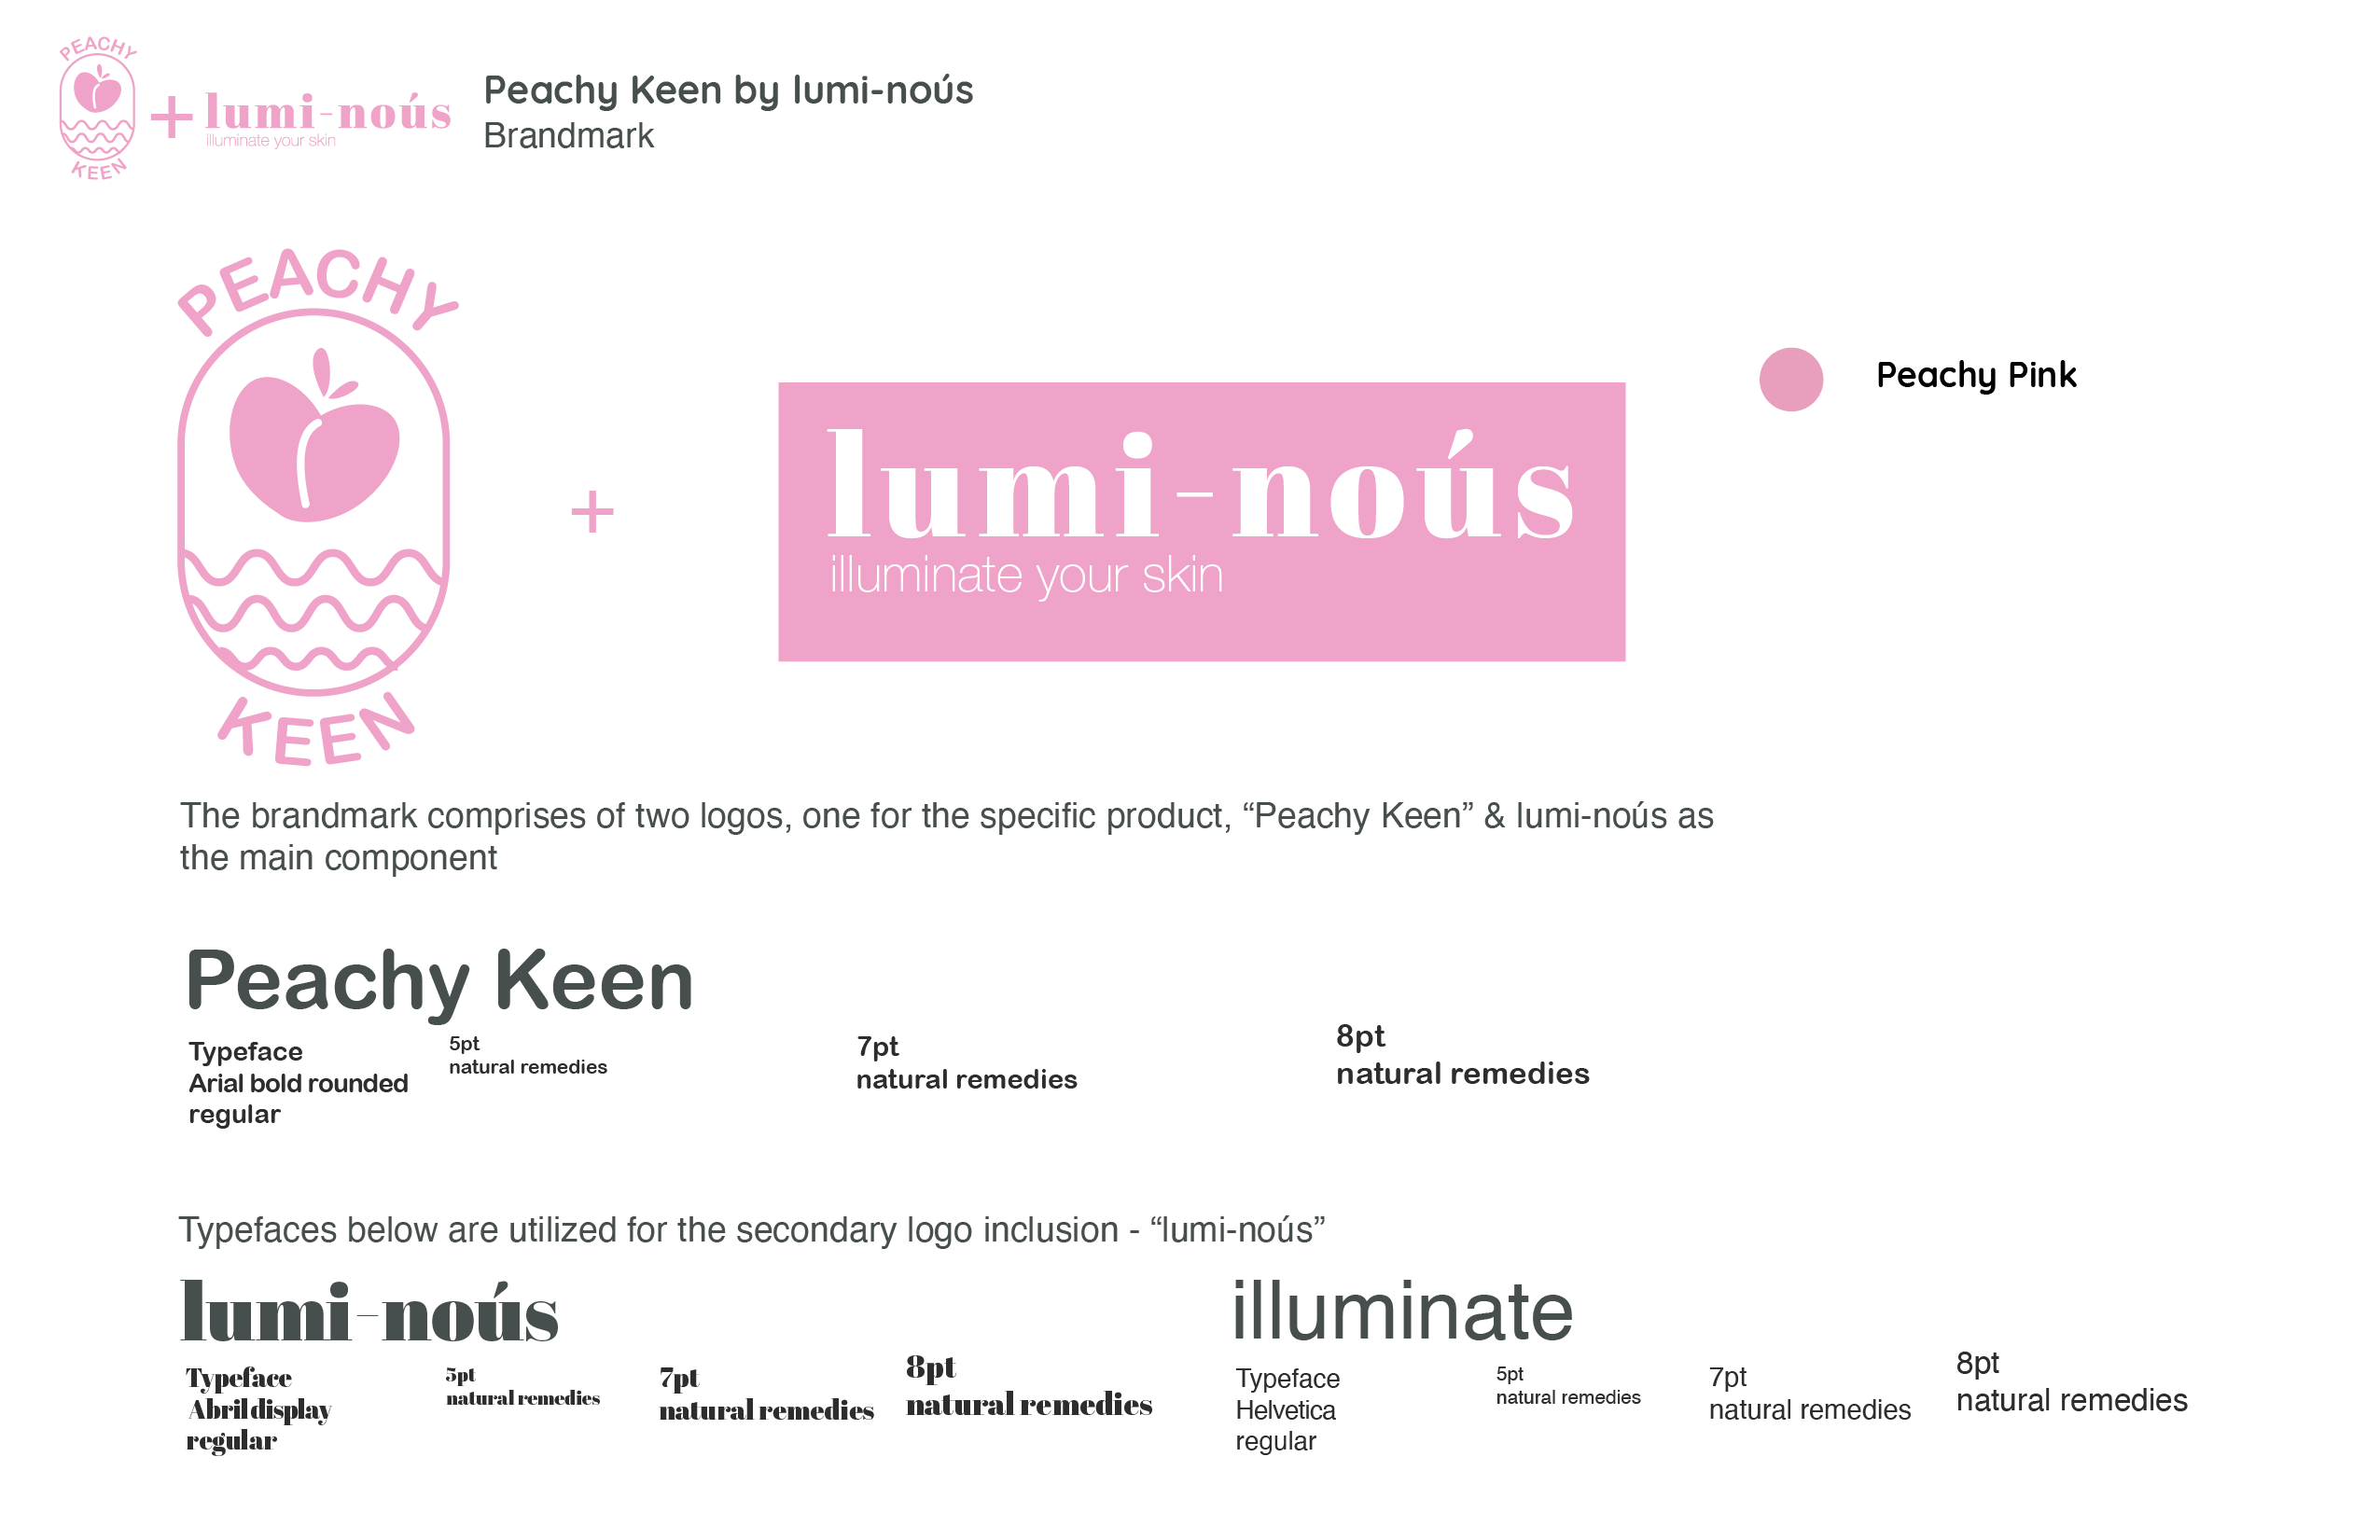 PEACHY
KEEN
+ lumi-noús
illuminate your skin
Peachy Keen by lumi-noús
Brandmark
PEACHY
KEEN
+
lumi-noús
illuminate your skin
Peachy Pink
The brandmark comprises of two logos, one for the specific product, “Peachy Keen” & lumi-noús as
the main component
Peachy Keen
Typeface
Arial bold rounded
regular
5pt
natural remedies
7pt
natural remedies
8pt
natural remedies
Typefaces below are utilized for the secondary logo inclusion - “lumi-noús”
lumi-noús
Typeface
Abril display
regular
5pt
natural remedies
7pt
natural remedies
8pt
natural remedies
illuminate
Typeface
Helvetica
regular
5pt
natural remedies
7pt
natural remedies
8pt
natural remedies